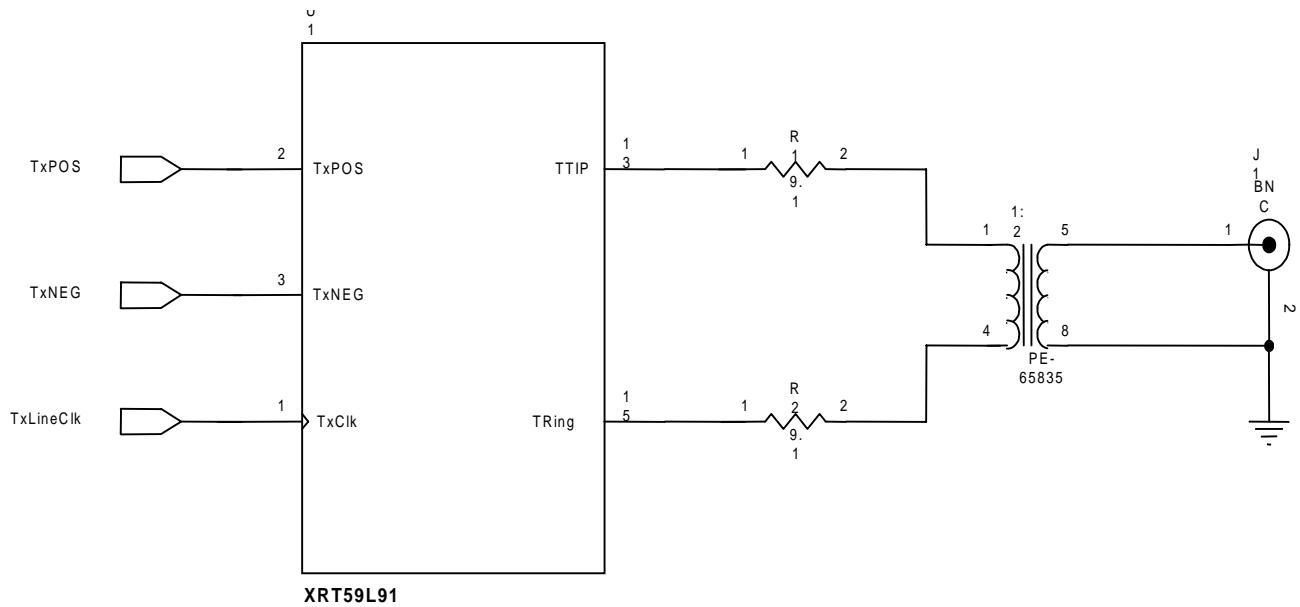 U
1
TxPOS
2
TxPOS
TTIP
1
3
1
R
1
9.
1
2
TxNEG
3
TxNEG
TxLineClk
1
TxClk
TRing
1
5
1
R
2
9.
1
2
1:
2
1
5
4
8
PE-
65835
J
1
BN
C
1
2
XRT59L91